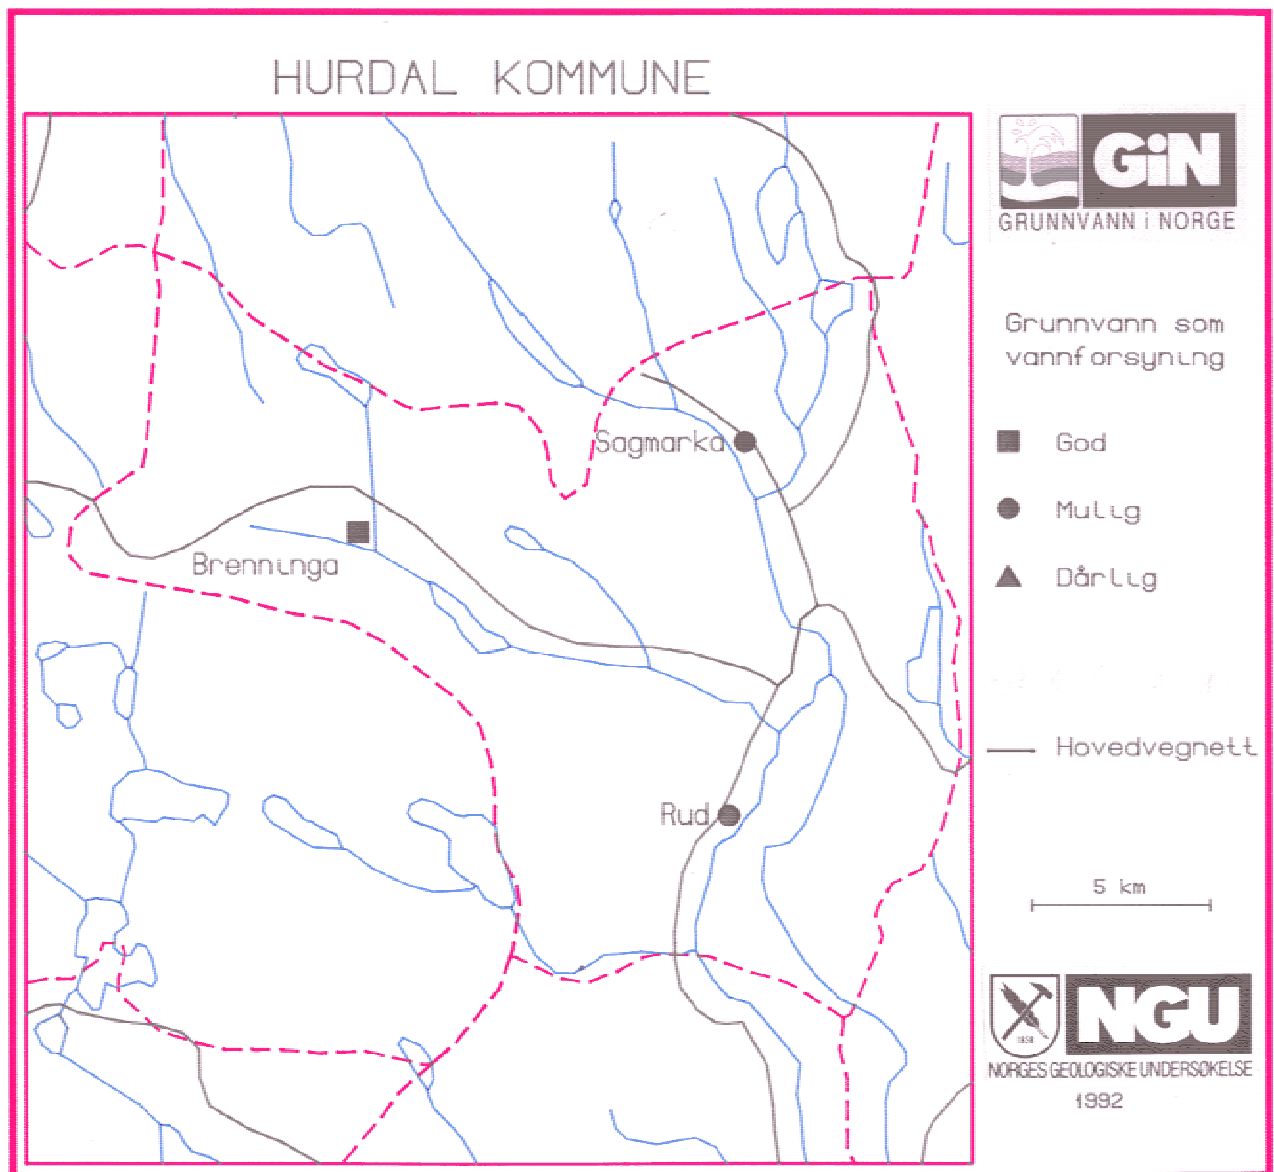 HURDAL KOMMUNE
GiN
GRUNNVANN i NORGE
Grunnvann som
vannforsyning
God
Mulig
Dårlig
Hovedvegnett
5 km
Sagmarka
Brenninga
Rud
1858
NGU
NORGES GEOLOGISKE UNDERSØKELSE
1992